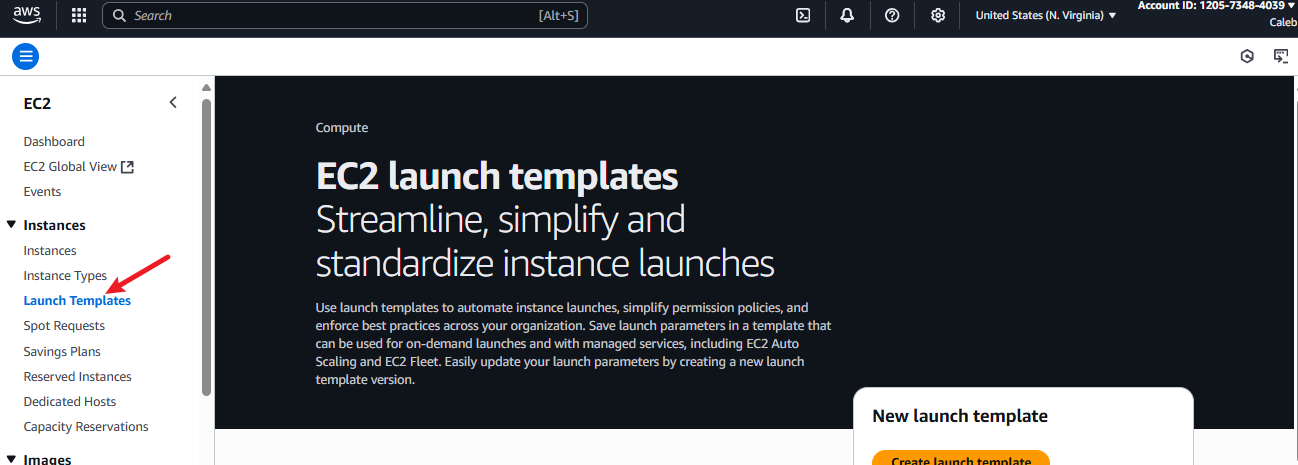 aws
Search
[Alt+S]
United States (N. Virginia)
Account ID: 1205-7348-4039
Caleb
EC2
Dashboard
EC2 Global View
Events
Instances
Instances
Instance Types
Launch Templates
Spot Requests
Savings Plans
Reserved Instances
Dedicated Hosts
Capacity Reservations
Images
Compute
EC2 launch templates
Streamline, simplify and
standardize instance launches
Use launch templates to automate instance launches, simplify permission policies, and
enforce best practices across your organization. Save launch parameters in a template that
can be used for on-demand launches and with managed services, including EC2 Auto
Scaling and EC2 Fleet. Easily update your launch parameters by creating a new launch
template version.
New launch template
Create launch template